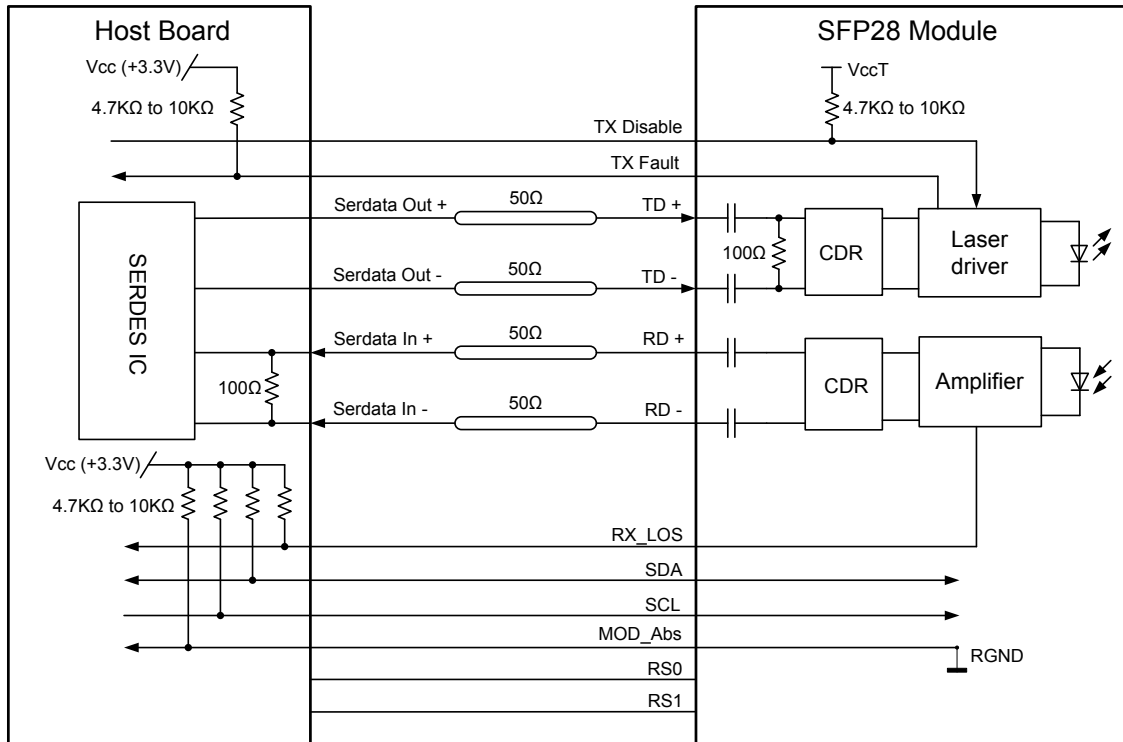 Host Board
SFP28 Module
Vcc (+3.3V)
4.7KΩ to 10KΩ
VccT
4.7KΩ to 10KΩ
TX Disable
TX Fault
Serdata Out +
50Ω
TD +
Serdata Out -
50Ω
TD -
100Ω
CDR
Laser
driver
SERDES IC
Serdata In +
50Ω
RD +
100Ω
Serdata In -
50Ω
RD -
CDR
Amplifier
Vcc (+3.3V)
4.7KΩ to 10KΩ
RX_LOS
SDA
SCL
MOD_Abs
RGND
RS0
RS1